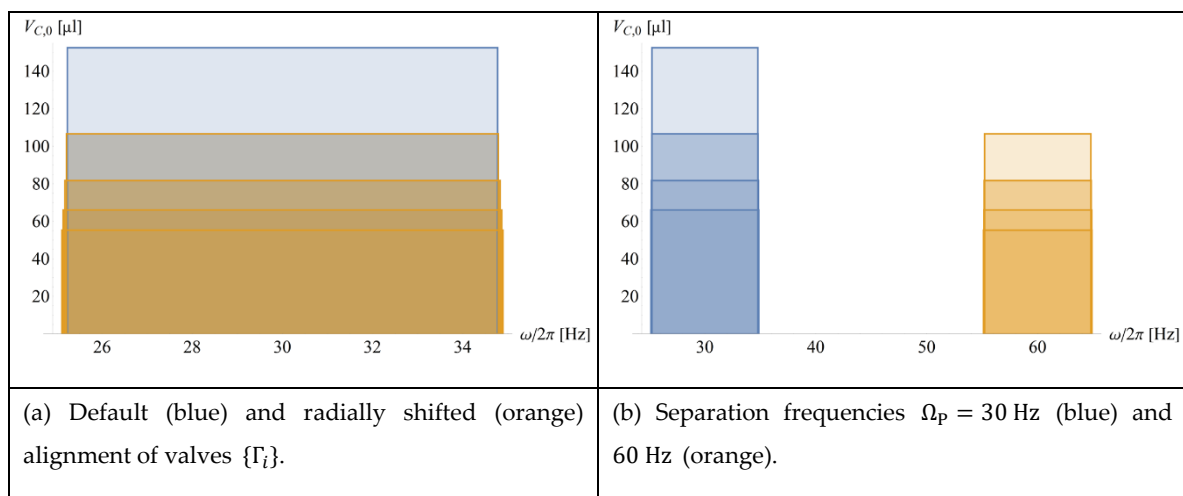 V_C,0 [μl]
140
120
100
80
60
40
20
26 28 30 32 34
ω/2π [Hz]
V_C,0 [μl]
140
120
100
80
60
40
20
30 40 50 60
ω/2π [Hz]
(a) Default (blue) and radially shifted (orange)
alignment of valves {Γ_i}.
(b) Separation frequencies Ω_P = 30 Hz (blue) and
60 Hz (orange).